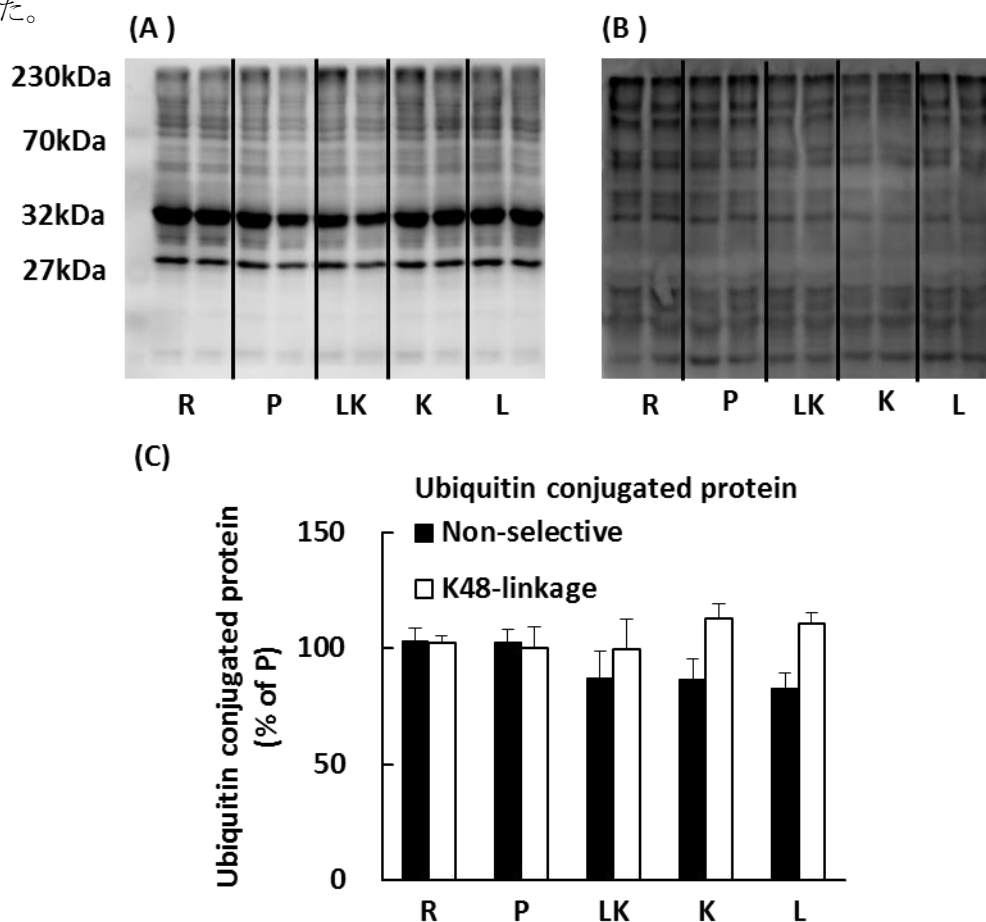 た。
(A ) (B )
230kDa
70kDa
32kDa
27kDa
R P LK K L R P LK K L
(C)
Ubiquitin conjugated protein
Non-selective
K48-linkage
Ubiquitin conjugated protein
(% of P)
150
100
50
0
R P LK K L